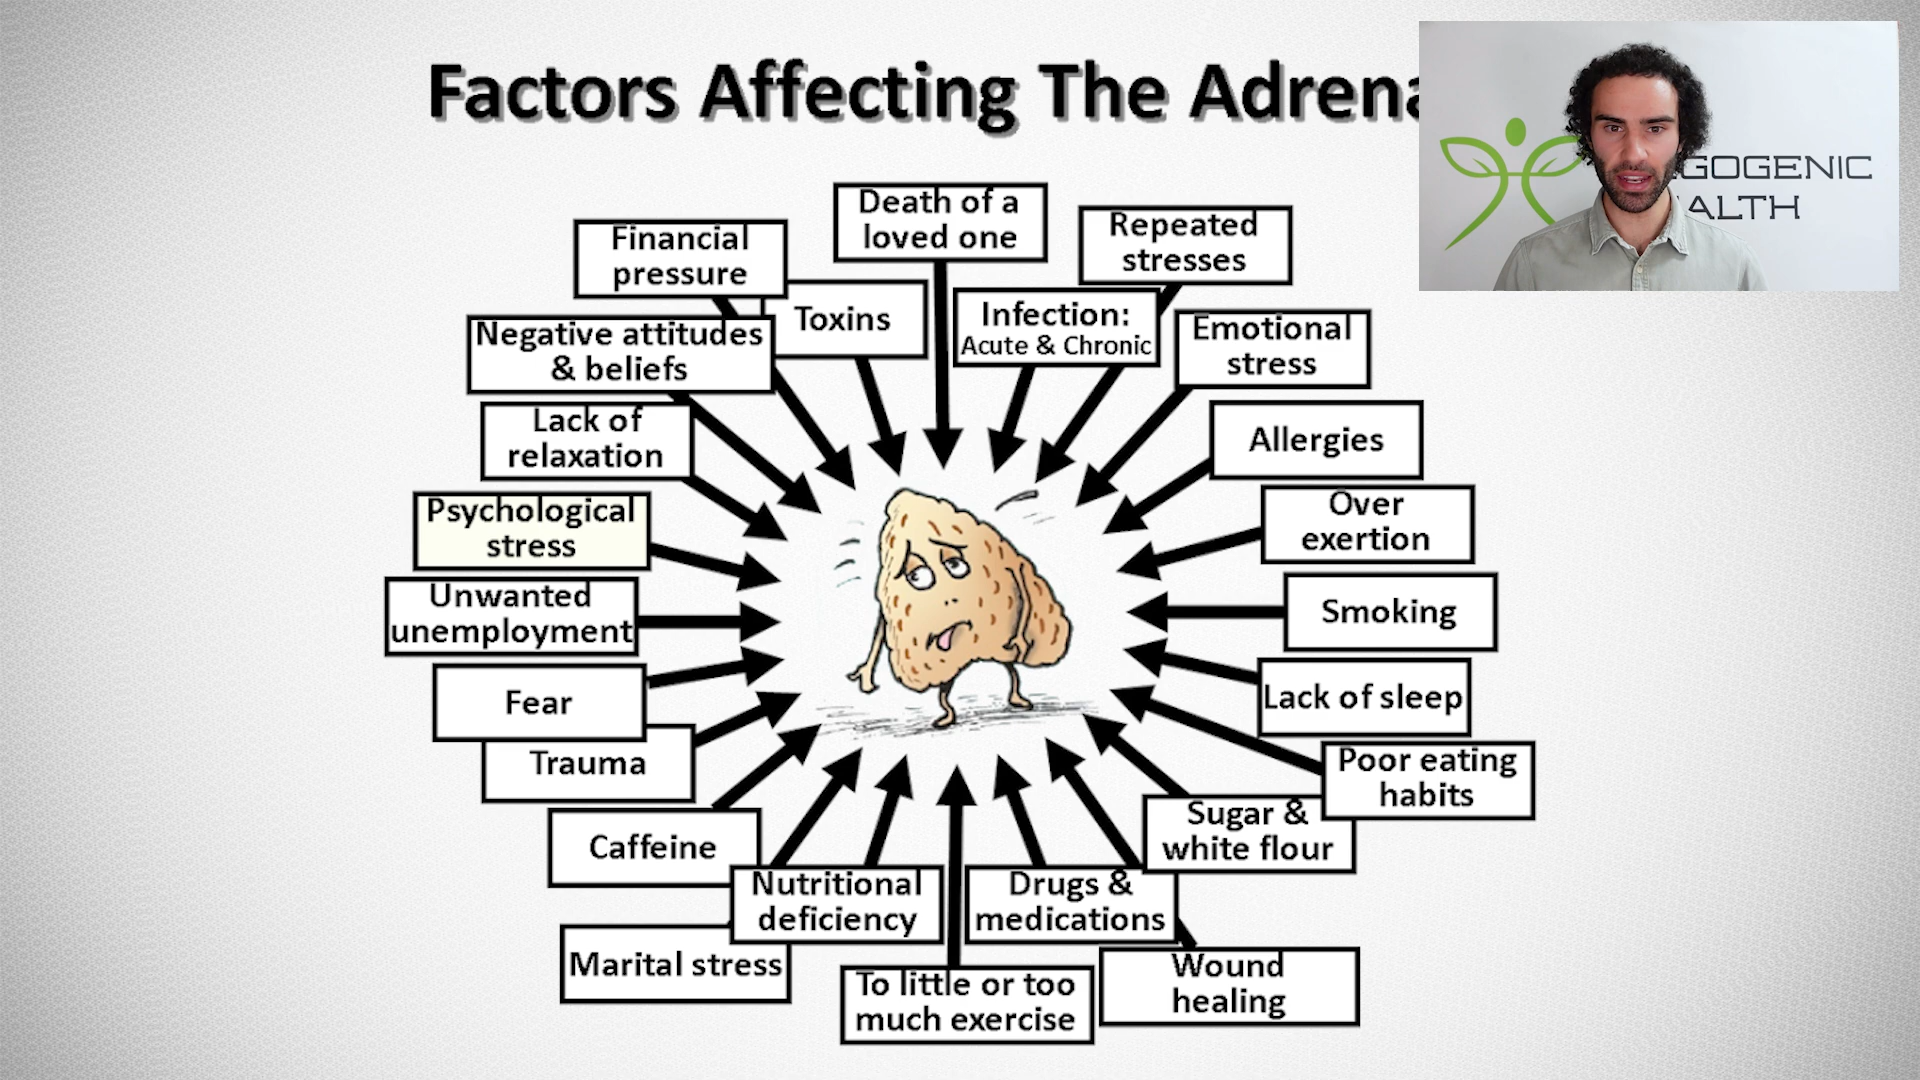 Factors Affecting The Adrena
GOGENIC
ALTH
Death of a
loved one
Repeated
stresses
Financial
pressure
Toxins
Infection:
Acute & Chronic
Emotional
stress
Negative attitudes
& beliefs
Lack of
relaxation
Allergies
Psychological
stress
Over
exertion
Unwanted
unemployment
Smoking
Fear
Lack of sleep
Trauma
Poor eating
habits
Caffeine
Sugar &
white flour
Nutritional
deficiency
Drugs &
medications
Marital stress
To little or too
much exercise
Wound
healing